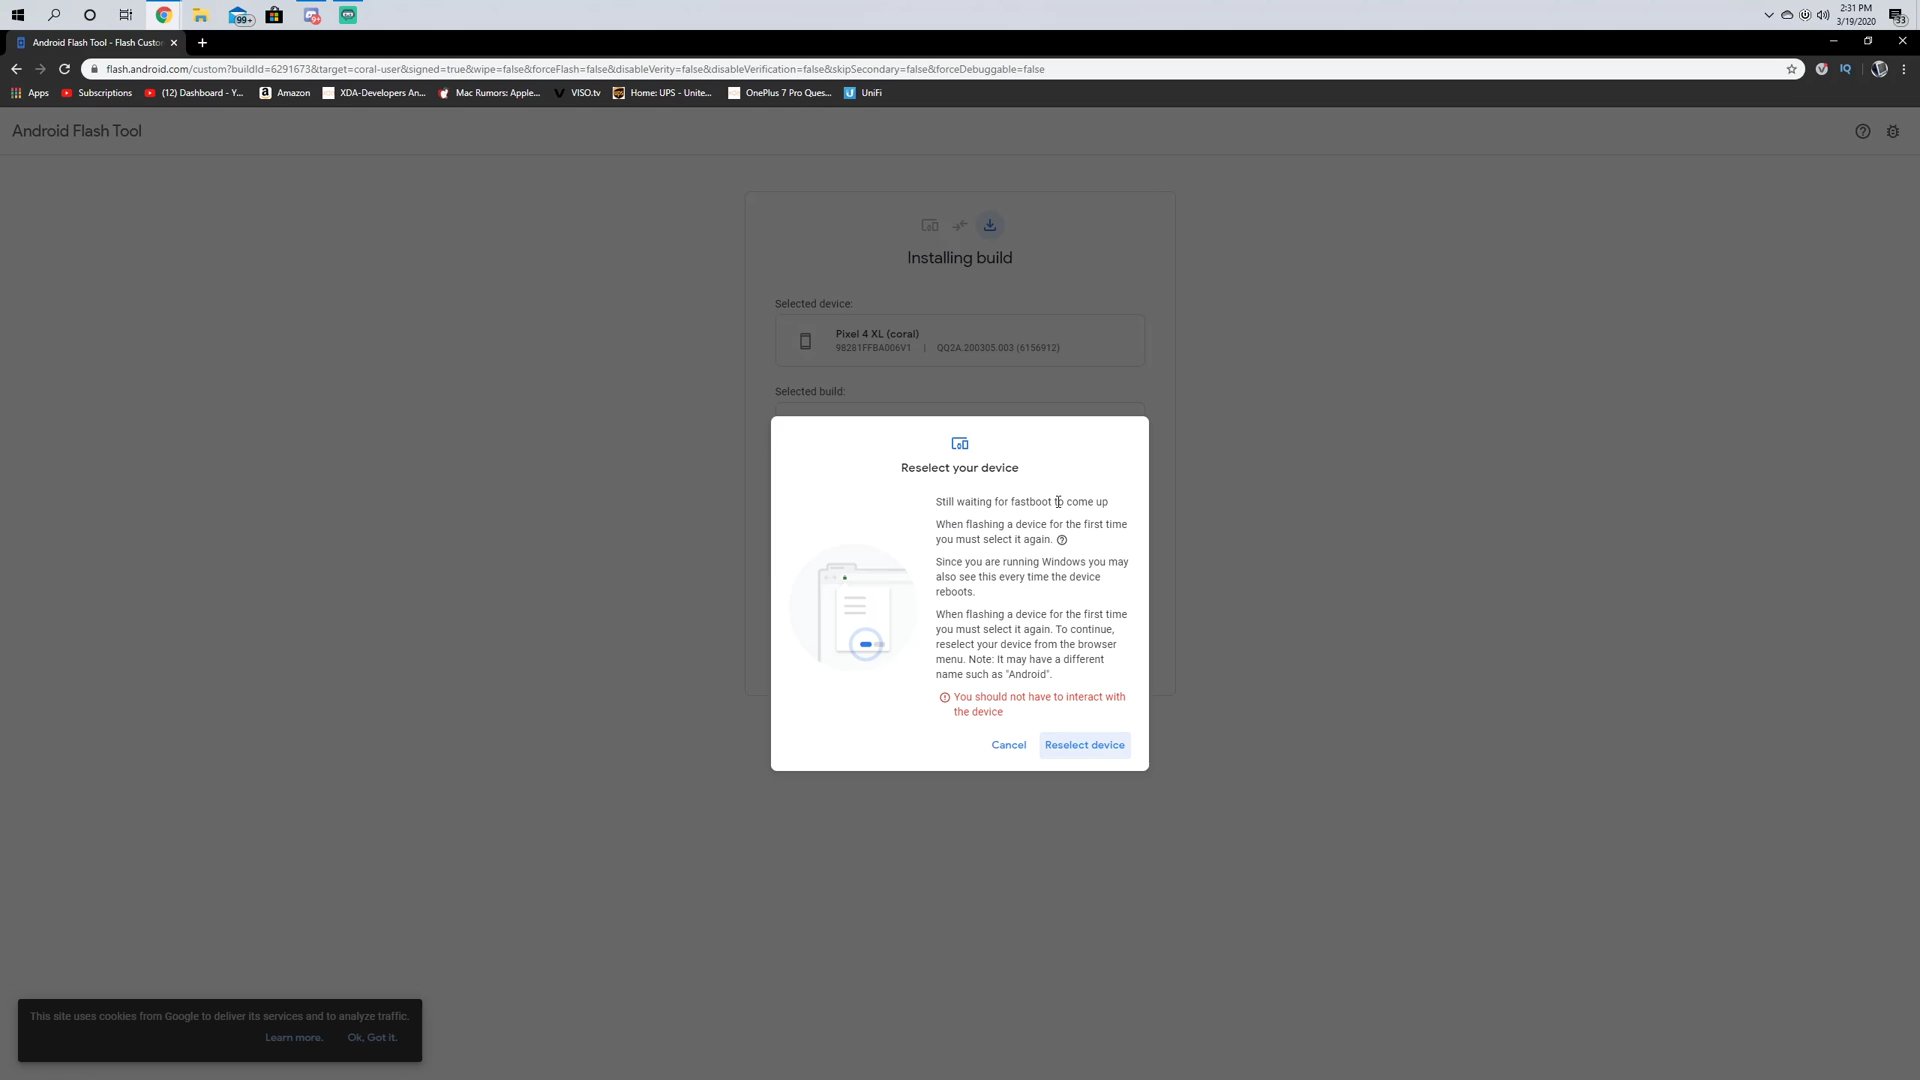 99+
9+
2:31 PM
3/19/2020
33
Android Flash Tool - Flash Custo
flash.android.com/custom?buildId=6291673&target=coral-user&signed=true&wipe=false&forceFlash=false&disableVerity=false&disableVerification=false&skipSecondary=false&forceDebuggable=false
IQ
Apps
Subscriptions
(12) Dashboard - Y...
Amazon
XDA-Developers An...
Mac Rumors: Apple...
VISO.tv
Home: UPS - Unite...
OnePlus 7 Pro Ques...
UniFi
Android Flash Tool
Installing build
Selected device:
Pixel 4 XL (coral)
98281FFBA006V1 | QQ2A.200305.003 (6156912)
Selected build:
Reselect your device
Still waiting for fastboot to come up
When flashing a device for the first time
you must select it again.
Since you are running Windows you may
also see this every time the device
reboots.
When flashing a device for the first time
you must select it again. To continue,
reselect your device from the browser
menu. Note: It may have a different
name such as "Android".
You should not have to interact with
the device
Cancel
Reselect device
This site uses cookies from Google to deliver its services and to analyze traffic.
Learn more.
Ok, Got it.